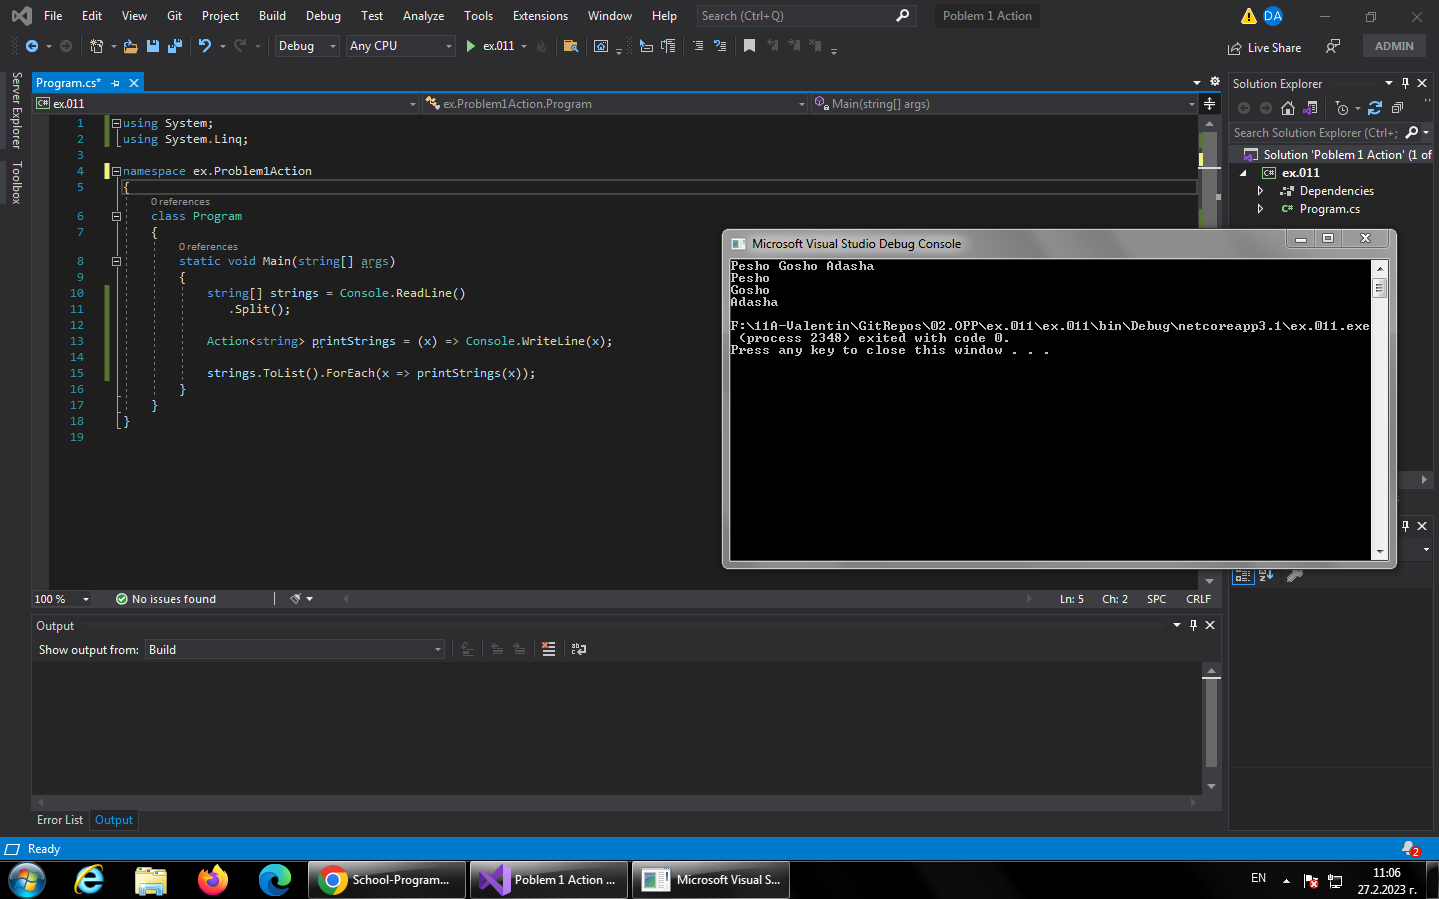 File Edit View Git Project Build Debug Test Analyze Tools Extensions Window Help Search (Ctrl+Q) Poblem 1 Action DA
Debug Any CPU ex.011 Live Share ADMIN
Server Explorer
Toolbox
Program.cs*
C# ex.011 ex.Problem1Action.Program Main(string[] args)
1 using System;
2 using System.Linq;
3
4 namespace ex.Problem1Action
5 {
0 references
6 class Program
7 {
0 references
8 static void Main(string[] args)
9 {
10 string[] strings = Console.ReadLine()
11 .Split();
12
13 Action<string> printStrings = (x) => Console.WriteLine(x);
14
15 strings.ToList().ForEach(x => printStrings(x));
16 }
17 }
18 }
19
100 % No issues found Ln: 5 Ch: 2 SPC CRLF
Solution Explorer
Search Solution Explorer (Ctrl+;
Solution 'Poblem 1 Action' (1 of
C# ex.011
Dependencies
C# Program.cs
Microsoft Visual Studio Debug Console
Pesho Gosho Adasha
Pesho
Gosho
Adasha
F:\11A-Valentin\GitRepos\02.OPP\ex.011\ex.011\bin\Debug\netcoreapp3.1\ex.011.exe
(process 2348) exited with code 0.
Press any key to close this window . . .
Output
Show output from: Build
Error List Output
Ready 2
School-Program... Poblem 1 Action ... Microsoft Visual S... EN 11:06
27.2.2023 г.